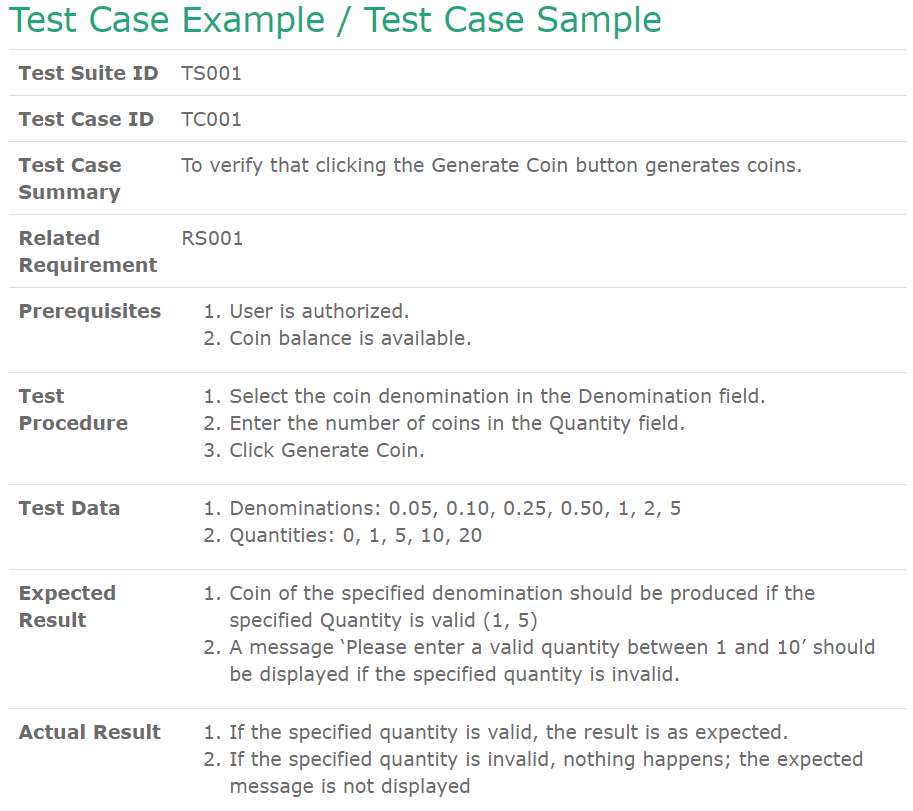 Test Case Example / Test Case Sample
Test Suite ID TS001
Test Case ID TC001
Test Case To verify that clicking the Generate Coin button generates coins.
Summary
Related RS001
Requirement
Prerequisites 1. User is authorized.
2. Coin balance is available.
Test 1. Select the coin denomination in the Denomination field.
Procedure 2. Enter the number of coins in the Quantity field.
3. Click Generate Coin.
Test Data 1. Denominations: 0.05, 0.10, 0.25, 0.50, 1, 2, 5
2. Quantities: 0, 1, 5, 10, 20
Expected 1. Coin of the specified denomination should be produced if the
Result specified Quantity is valid (1, 5)
2. A message ‘Please enter a valid quantity between 1 and 10’ should
be displayed if the specified quantity is invalid.
Actual Result 1. If the specified quantity is valid, the result is as expected.
2. If the specified quantity is invalid, nothing happens; the expected
message is not displayed